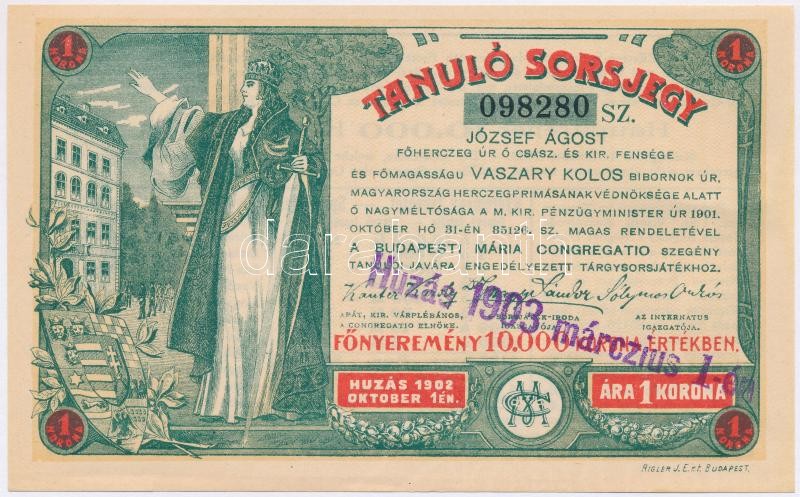 1
KORONA
1
KORONA
TANULÓ SORSJEGY
098280 SZ.
JÓZSEF ÁGOST
FŐHERCZEG ÚR Ő CSÁSZ. ÉS KIR. FENSÉGE
ÉS FŐMAGASSÁGU VASZARY KOLOS BIBORNOK ÚR,
MAGYARORSZÁG HERCZEGPRIMÁSÁNAK VÉDNÖKSÉGE ALATT
Ő NAGYMÉLTÓSÁGA A M. KIR. PÉNZÜGYMINISTER ÚR 1901.
OKTÓBER HÓ 31-ÉN 85126. SZ. MAGAS RENDELETÉVEL
A BUDAPESTI MÁRIA CONGREGATIO SZEGÉNY
TANULÓI JAVÁRA ENGEDÉLYEZETT TÁRGYSORSJÁTÉKHOZ.
darabanth
Sándor Sólymos
APÁT, KIR. VÁRPLÉBÁNOS, AZ INTERNATUS
A CONGREGATIO ELNÖKE. IGAZGATÓJA.
Huzás 1903 márczius 1-én
FŐNYEREMÉNY 10.000 ÉRTÉKBEN.
HUZÁS 1902
OKTOBER 1ÉN.
ÁRA 1 KORONA
1
KORONA
1
KORONA
RIGLER J. E. r.t. BUDAPEST.